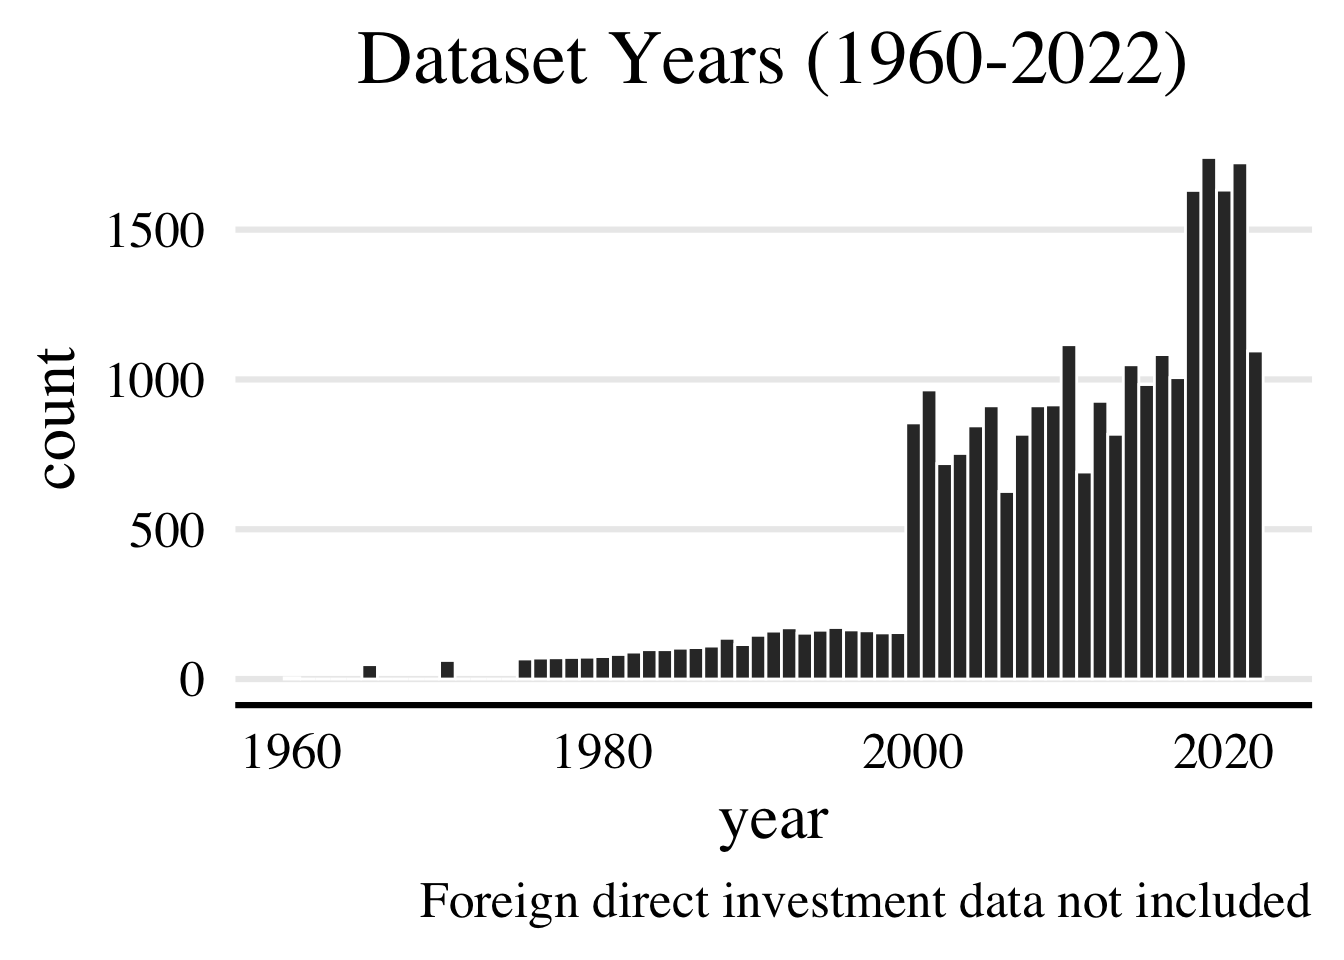 Dataset Years (1960-2022)
1500
1000
500
0
count
1960 1980 2000 2020
year
Foreign direct investment data not included